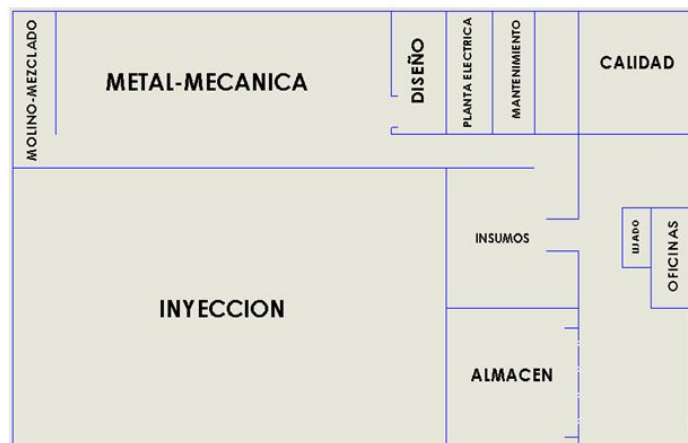 MOLINO-MEZCLADO
METAL-MECANICA
DISEÑO
PLANTA ELECTRICA
MANTENIMIENTO
CALIDAD
INSUMOS
LIJADO
OFICINAS
INYECCION
ALMACEN